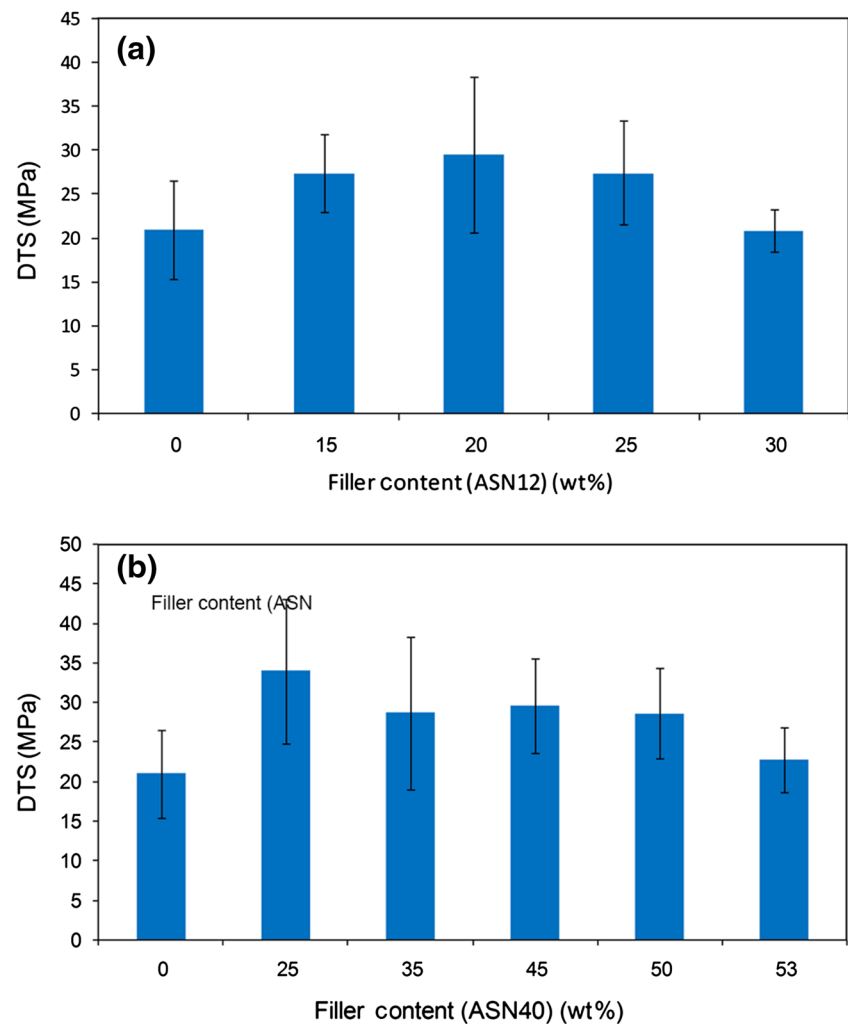 (a)
45
40
35
30
25
20
15
10
5
0
DTS (MPa)
0 15 20 25 30
Filler content (ASN12) (wt%)
(b)
50
45
40
35
30
25
20
15
10
5
0
DTS (MPa)
Filler content (ASN
0 25 35 45 50 53
Filler content (ASN40) (wt%)